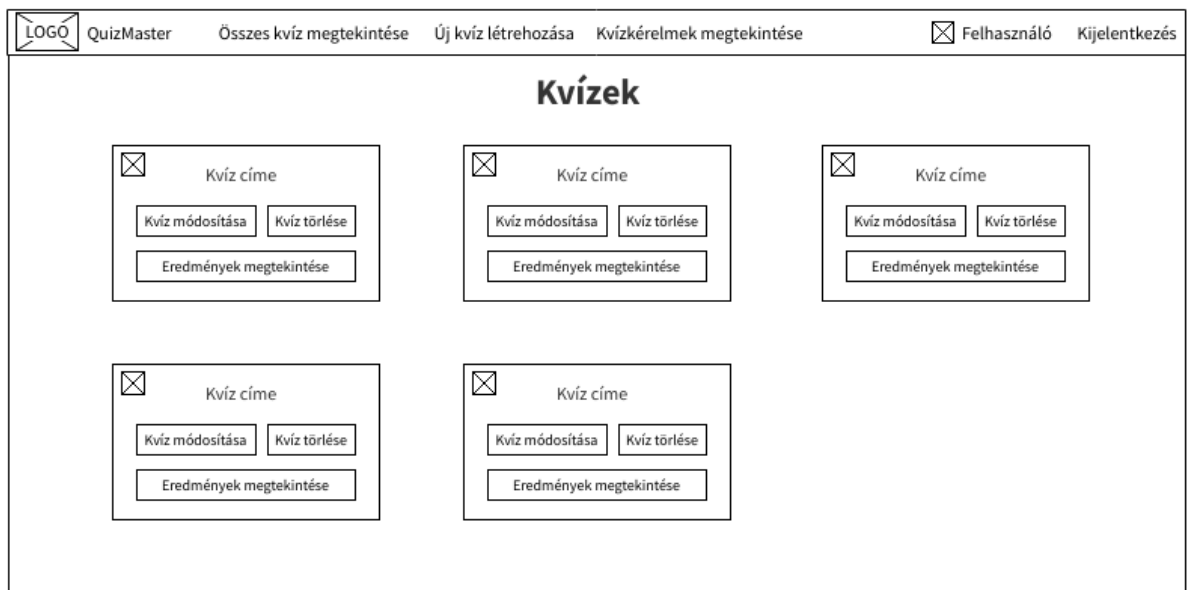 LOGO QuizMaster Összes kvíz megtekintése Új kvíz létrehozása Kvízkérelmek megtekintése Felhasználó Kijelentkezés
Kvízek
Kvíz címe
Kvíz módosítása Kvíz törlése
Eredmények megtekintése
Kvíz címe
Kvíz módosítása Kvíz törlése
Eredmények megtekintése
Kvíz címe
Kvíz módosítása Kvíz törlése
Eredmények megtekintése
Kvíz címe
Kvíz módosítása Kvíz törlése
Eredmények megtekintése
Kvíz címe
Kvíz módosítása Kvíz törlése
Eredmények megtekintése